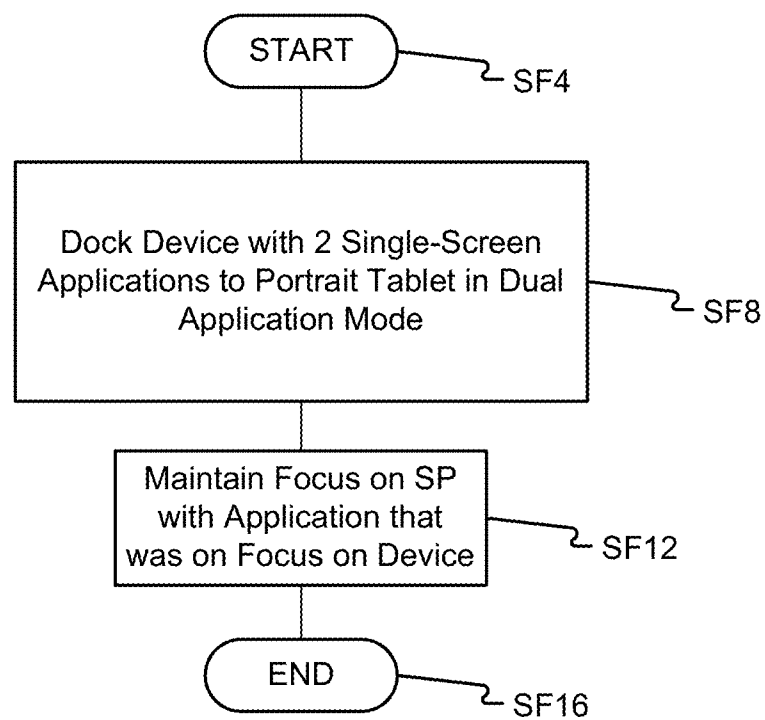 START
SF4
Dock Device with 2 Single-Screen
Applications to Portrait Tablet in Dual
Application Mode
SF8
Maintain Focus on SP
with Application that
was on Focus on Device
SF12
END
SF16